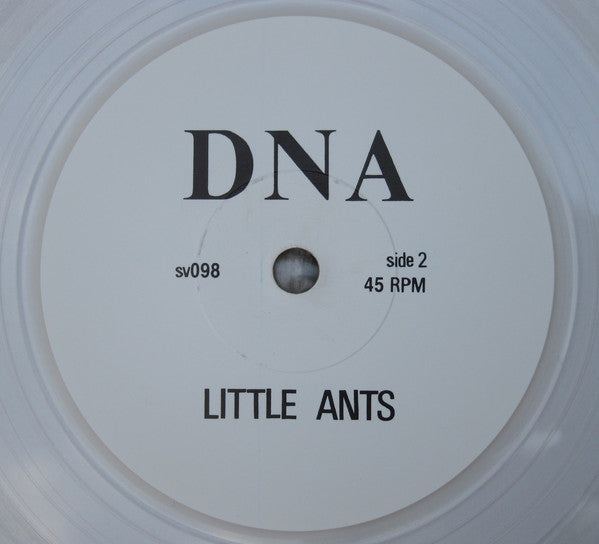 DNA
sv098
side 2
45 RPM
LITTLE ANTS